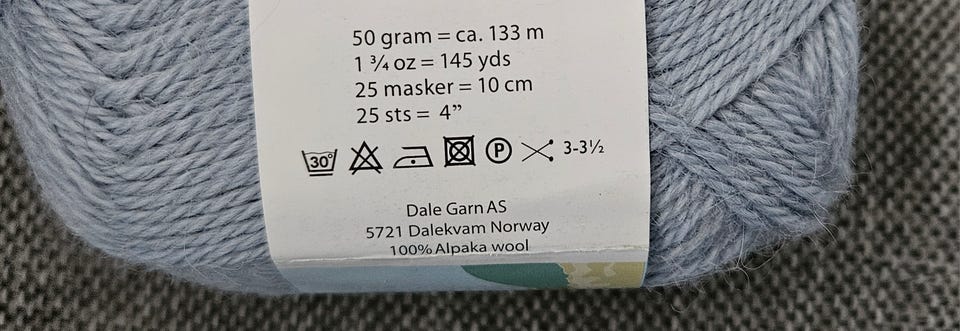 50 gram = ca. 133 m
1 ¾ oz = 145 yds
25 masker = 10 cm
25 sts = 4”
30° P 3-3½
Dale Garn AS
5721 Dalekvam Norway
100% Alpaka wool